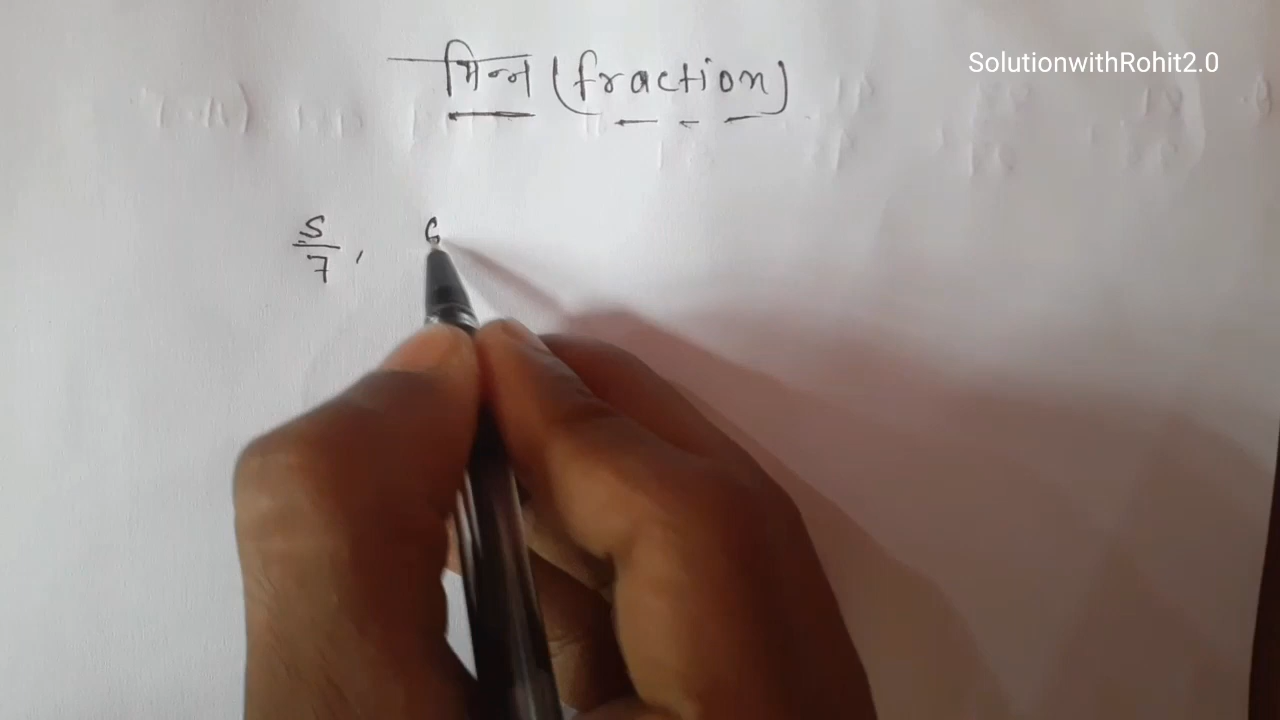 SolutionwithRohit2.0
भिन्न (fraction)
5/7,